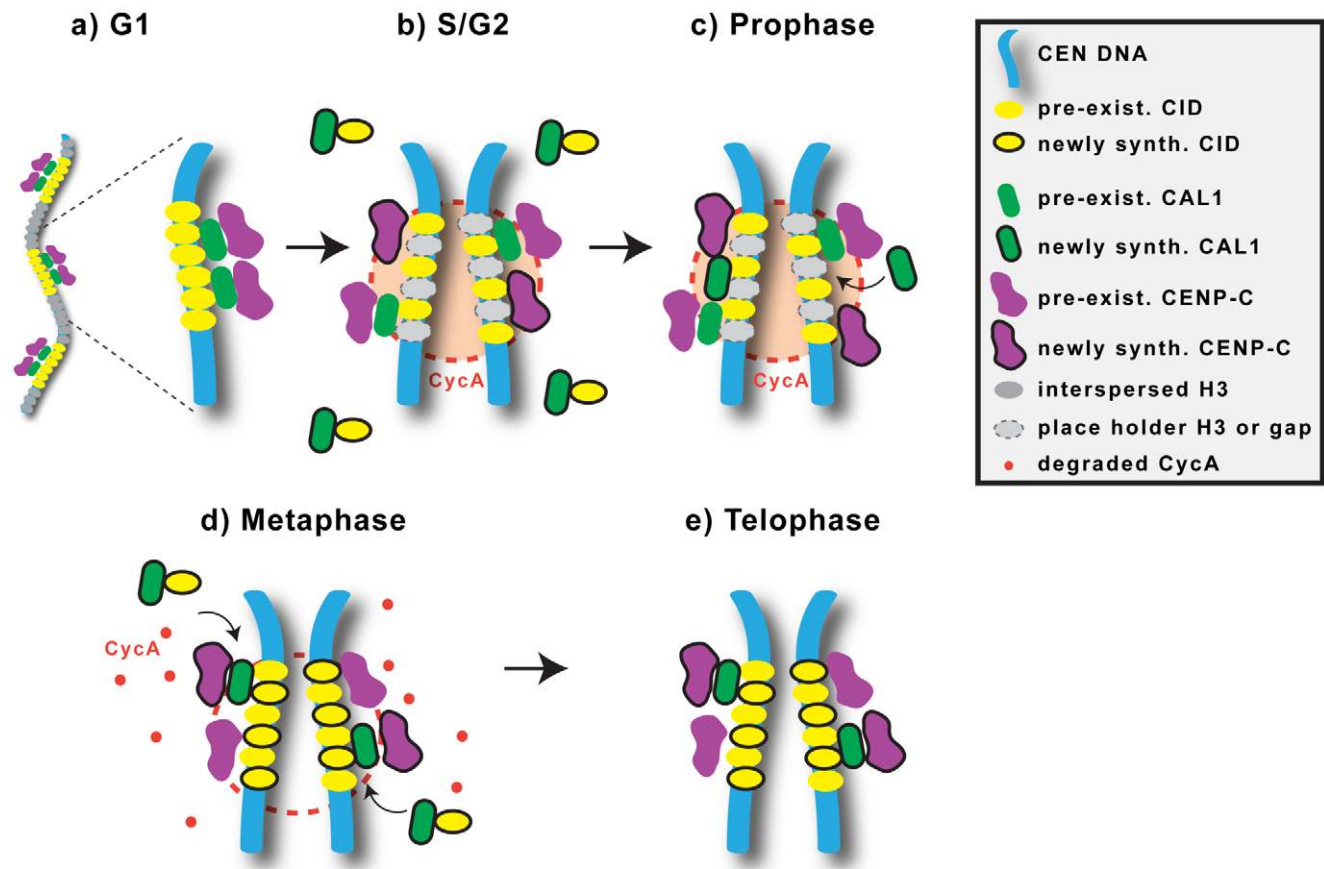 a) G1
b) S/G2
c) Prophase
CycA
CycA
CEN DNA
pre-exist. CID
newly synth. CID
pre-exist. CAL1
newly synth. CAL1
pre-exist. CENP-C
newly synth. CENP-C
interspersed H3
place holder H3 or gap
degraded CycA
d) Metaphase
e) Telophase
CycA